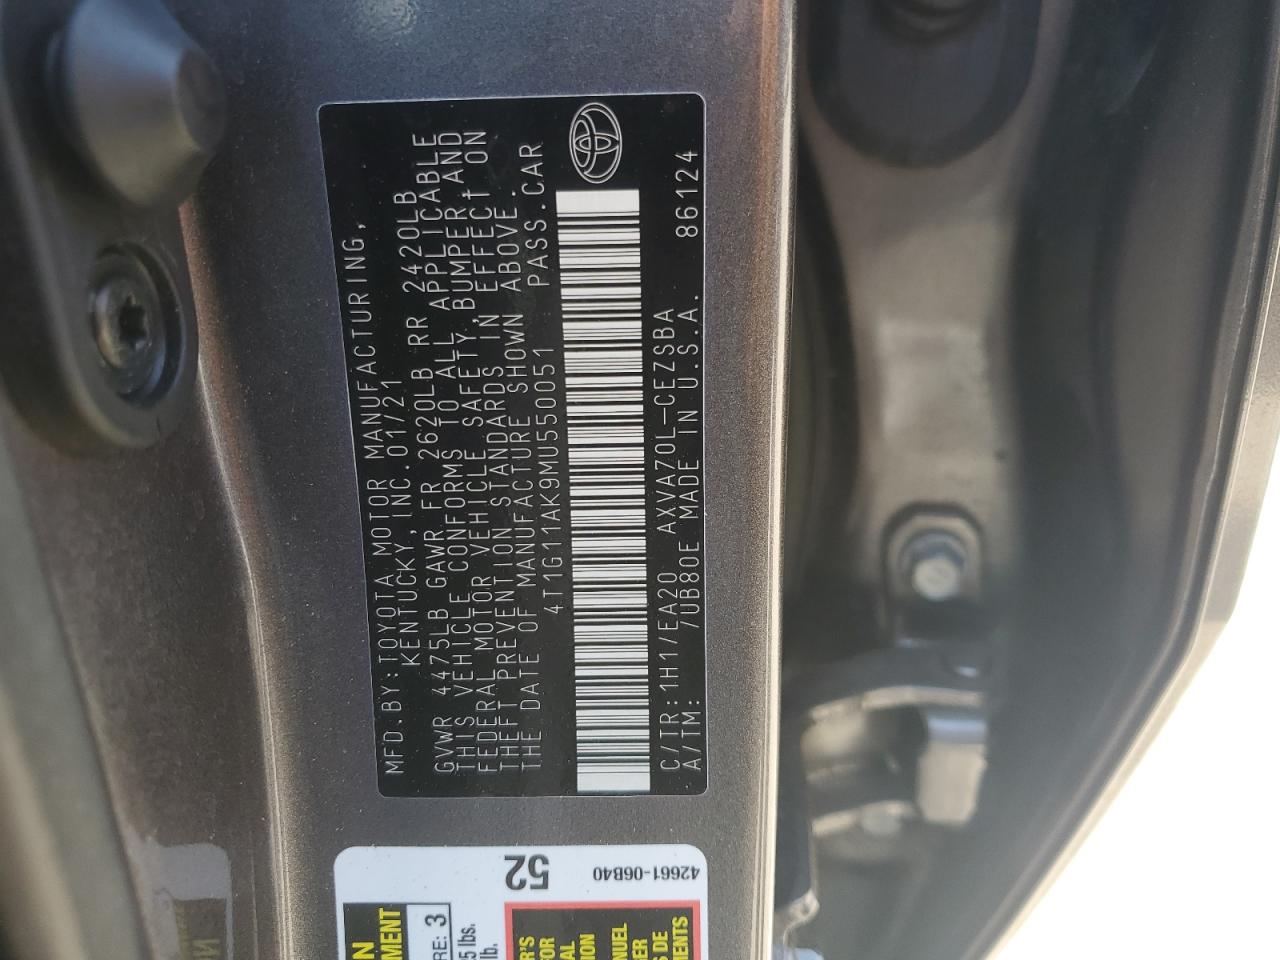 MFD.BY:TOYOTA MOTOR MANUFACTURING,
KENTUCKY, INC. 01/21
GVWR 4475LB GAWR FR 2620LB RR 2420LB
THIS VEHICLE CONFORMS TO ALL APPLICABLE
FEDERAL MOTOR VEHICLE SAFETY, BUMPER AND
THEFT PREVENTION STANDARDS IN EFFECT ON
THE DATE OF MANUFACTURE SHOWN ABOVE.
4T1G11AK9MU550051 PASS.CAR
C/TR:1H1/EA20 AXVA70L-CEZSBA
A/TM: /UB80E MADE IN U.S.A. 86124
52
42661-06B40